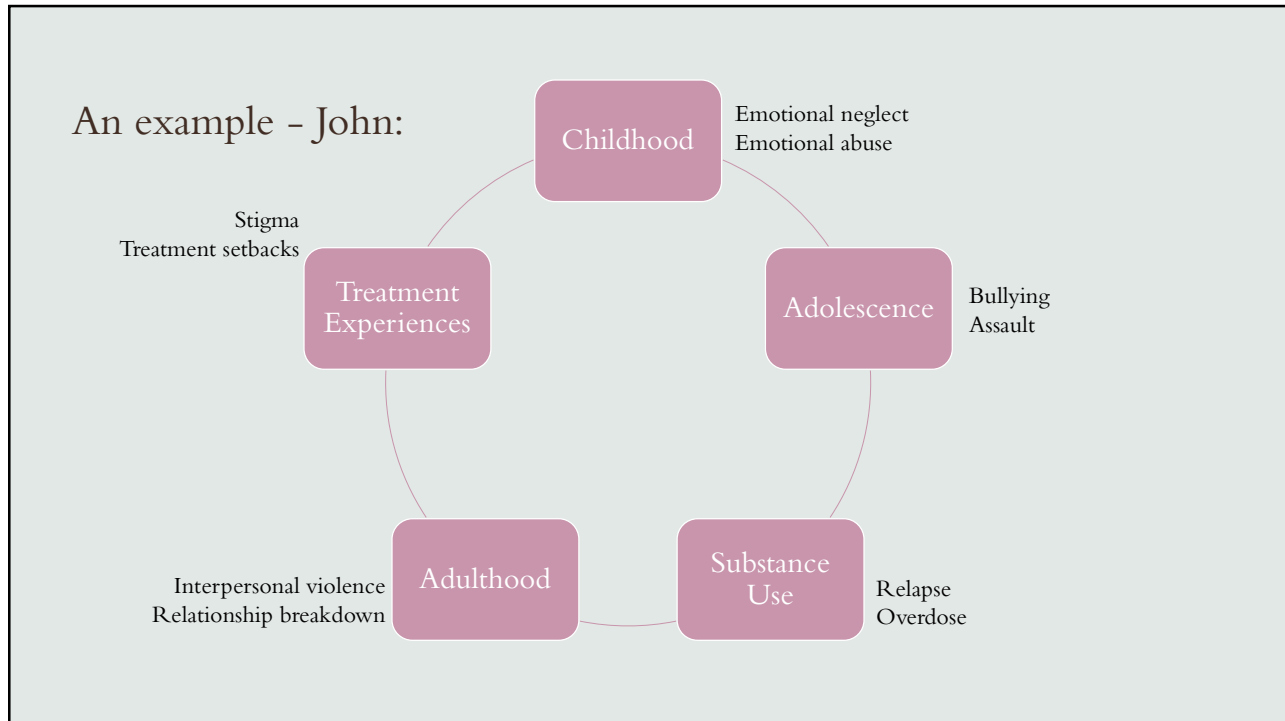 An example - John:
Childhood
Emotional neglect
Emotional abuse
Adolescence
Bullying
Assault
Substance
Use
Relapse
Overdose
Adulthood
Interpersonal violence
Relationship breakdown
Treatment
Experiences
Stigma
Treatment setbacks